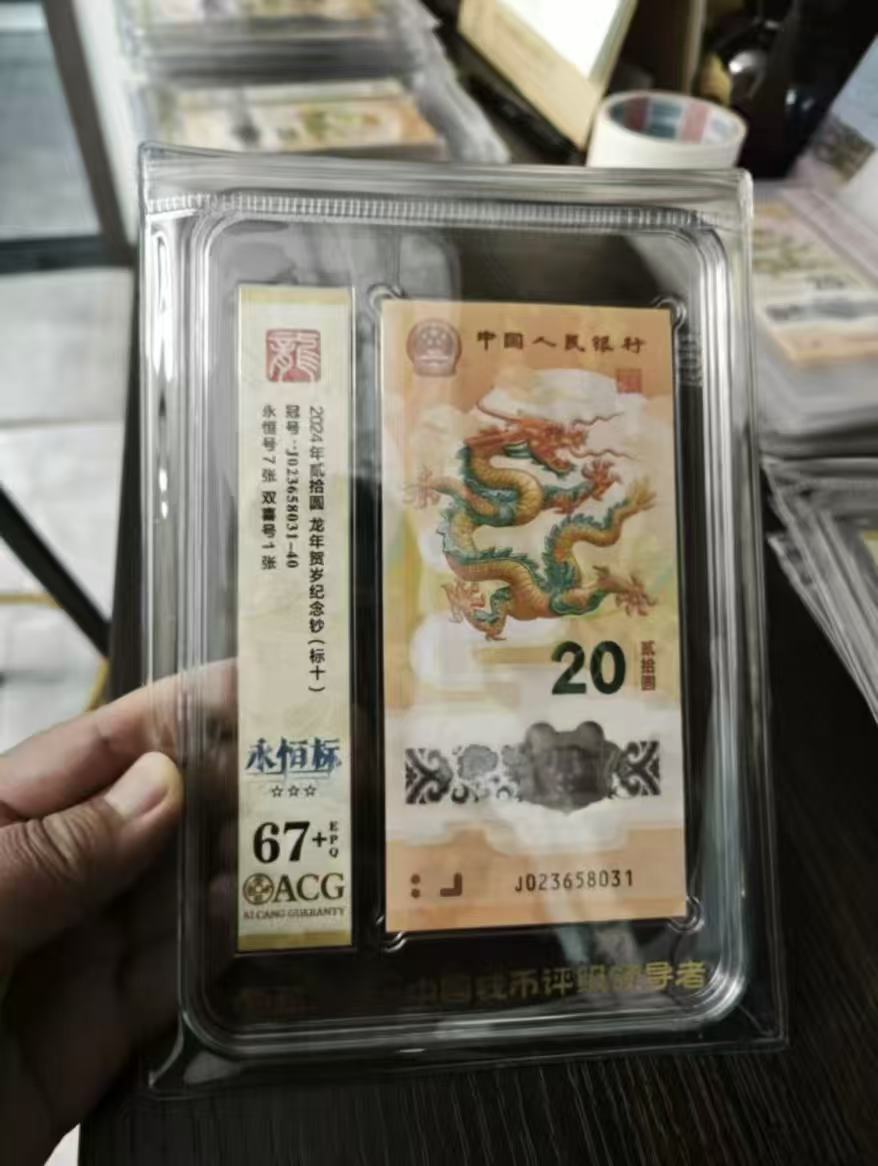 龍
2024年贰拾圆 龙年贺岁纪念钞(标十)
冠号:J023658031-40
永恒号7张 双喜号1张
永恒标
☆☆☆
67+
EPQ
ACG
AI CANG GUARANTY
中国人民银行
20
贰拾圆
J023658031
中国钱币评级领导者